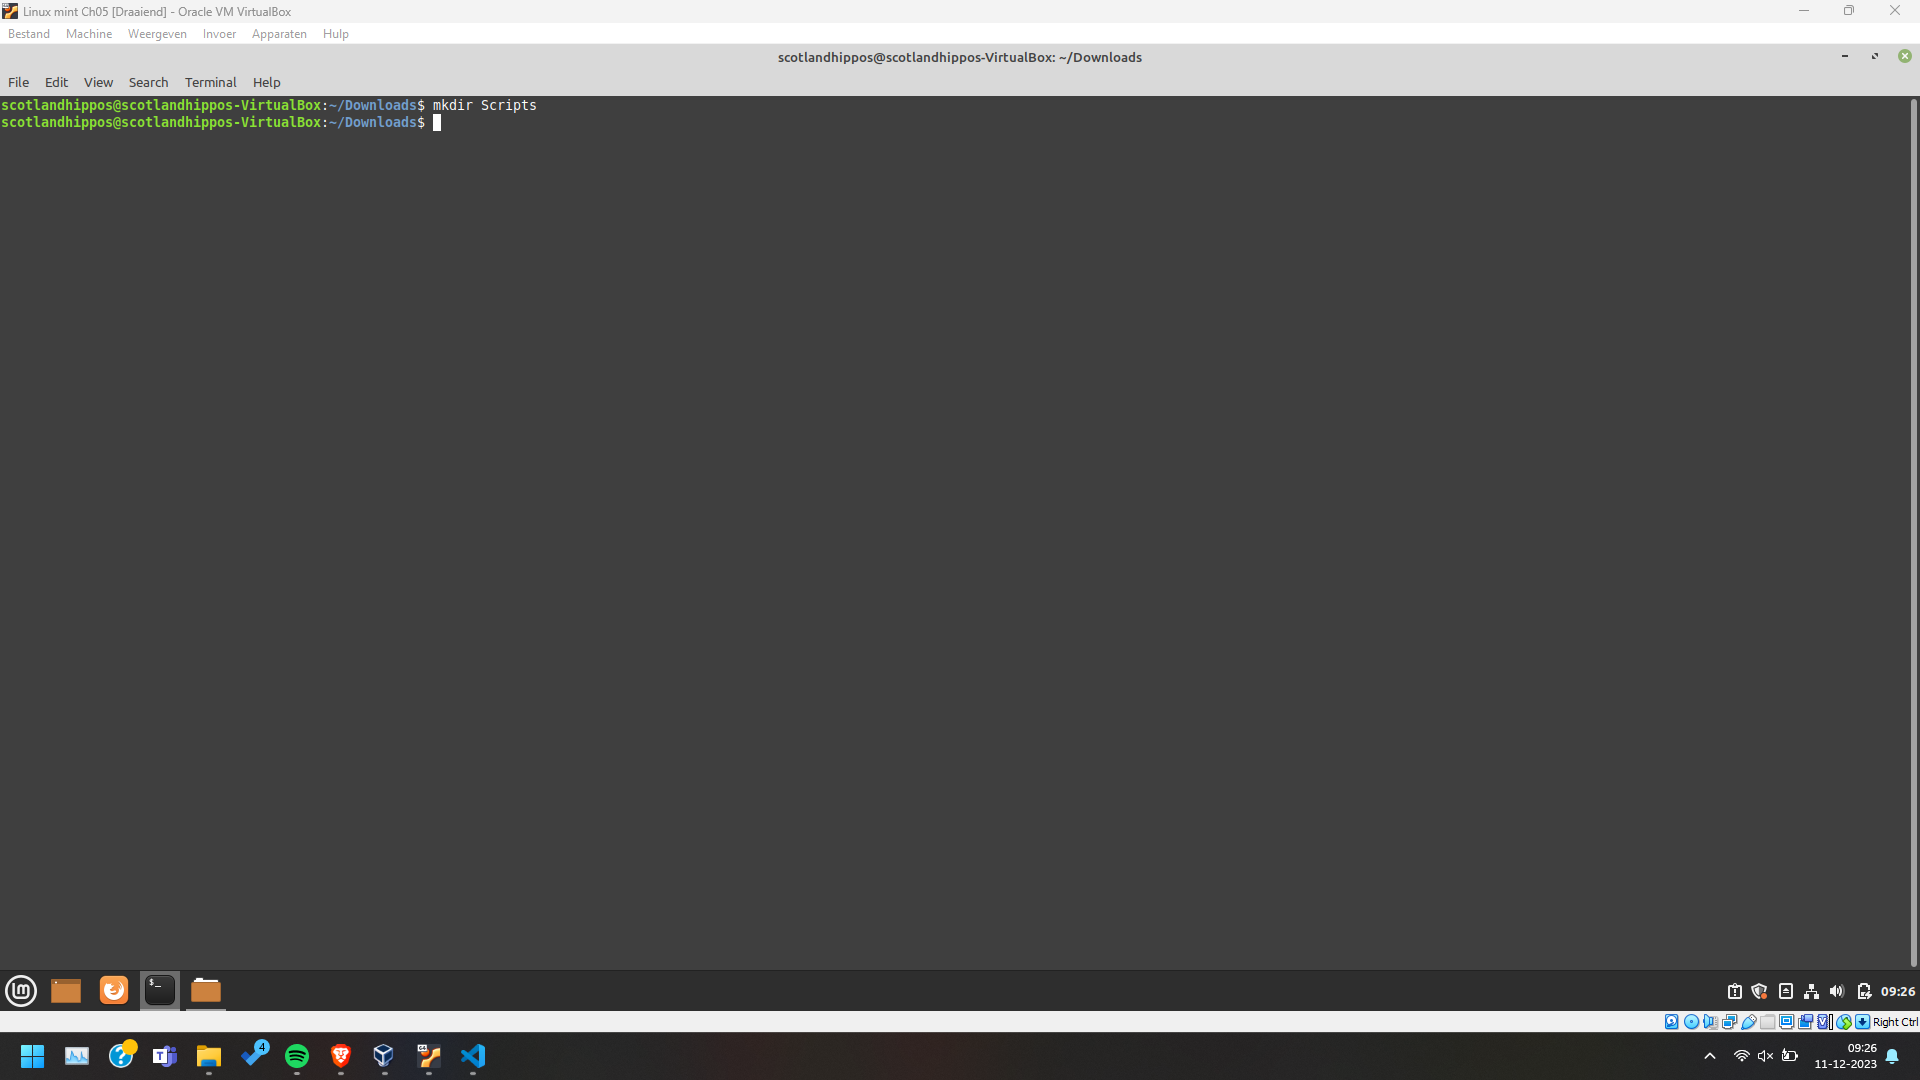 Linux mint Ch05 [Draaiend] - Oracle VM VirtualBox
Bestand Machine Weergeven Invoer Apparaten Hulp
scotlandhippos@scotlandhippos-VirtualBox: ~/Downloads
File Edit View Search Terminal Help
scotlandhippos@scotlandhippos-VirtualBox:~/Downloads$ mkdir Scripts
scotlandhippos@scotlandhippos-VirtualBox:~/Downloads$
$_
09:26
Right Ctrl
4
09:26
11-12-2023